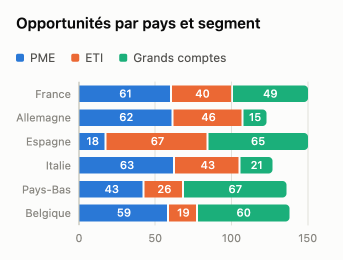 Opportunités par pays et segment
PME ETI Grands comptes
France 61 40 49
Allemagne 62 46 15
Espagne 18 67 65
Italie 63 43 21
Pays-Bas 43 26 67
Belgique 59 19 60
0 50 100 150